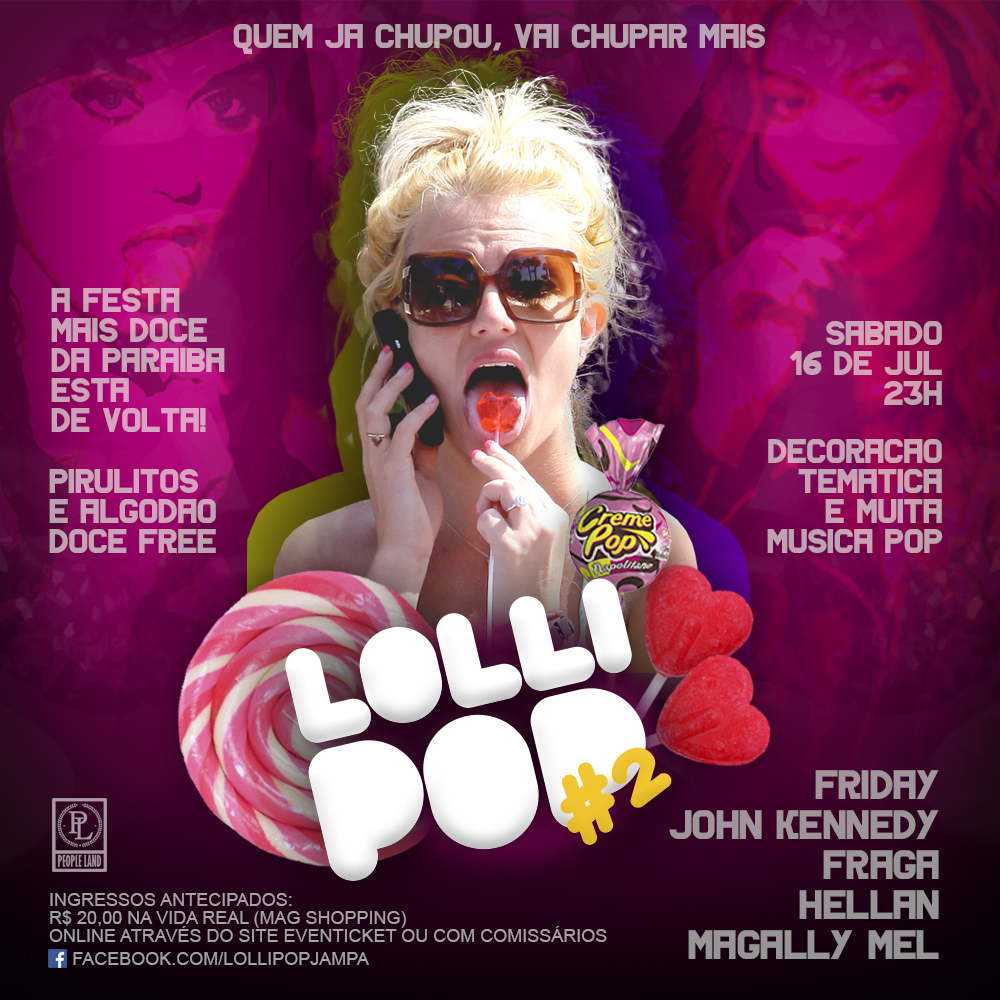 QUEM JA CHUPOU, VAI CHUPAR MAIS
A FESTA
MAIS DOCE
DA PARAIBA
ESTA
DE VOLTA!
PIRULITOS
E ALGODAO
DOCE FREE
SABADO
16 DE JUL
23H
DECORACAO
TEMATICA
E MUITA
MUSICA POP
Creme
Pop
Napolitano
LOLLI
POP
#2
FRIDAY
JOHN KENNEDY
FRAGA
HELLAN
MAGALLY MEL
PL
PEOPLE LAND
INGRESSOS ANTECIPADOS:
R$ 20,00 NA VIDA REAL (MAG SHOPPING)
ONLINE ATRAVÉS DO SITE EVENTICKET OU COM COMISSÁRIOS
f FACEBOOK.COM/LOLLIPOPJAMPA